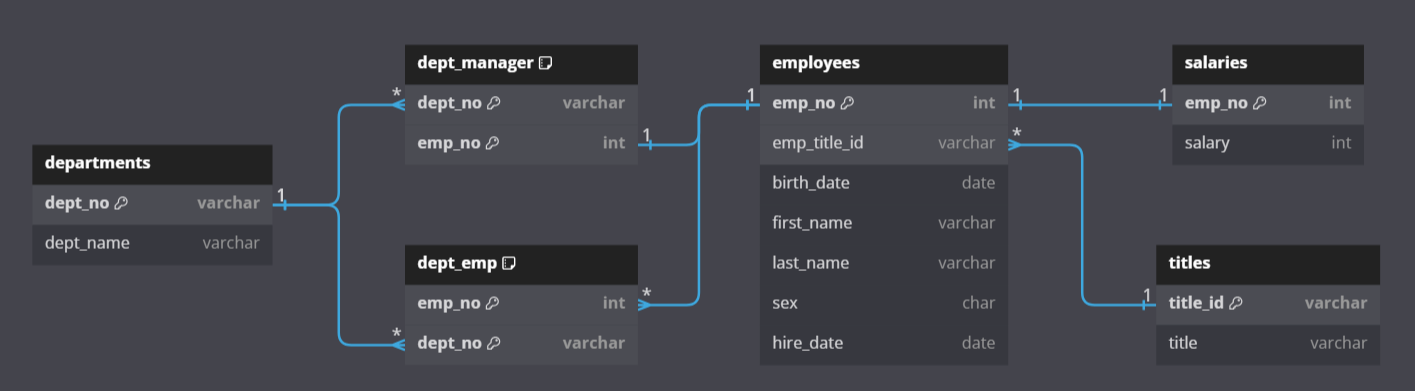 departments
dept_no varchar
dept_name varchar
1
dept_manager
* dept_no varchar
emp_no int 1
dept_emp
emp_no int *
* dept_no varchar
employees
1 emp_no int 1
emp_title_id varchar *
birth_date date
first_name varchar
last_name varchar
sex char
hire_date date
salaries
1 emp_no int
salary int
titles
1 title_id varchar
title varchar